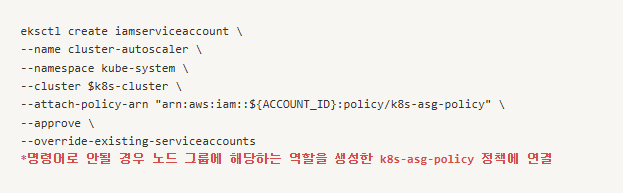 eksctl create iamserviceaccount \
--name cluster-autoscaler \
--namespace kube-system \
--cluster $k8s-cluster \
--attach-policy-arn "arn:aws:iam::${ACCOUNT_ID}:policy/k8s-asg-policy" \
--approve \
--override-existing-serviceaccounts
*명령어로 안될 경우 노드 그룹에 해당하는 역할을 생성한 k8s-asg-policy 정책에 연결